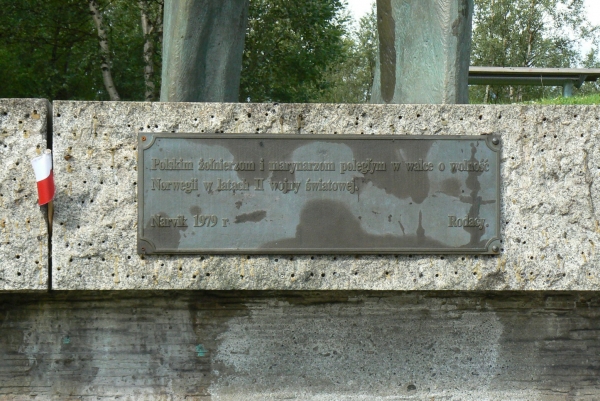 Polskim żołnierzom i marynarzom poległym w walce o wolność
Norwegii w latach II wojny światowej.
Narvik 1979 r Rodacy.